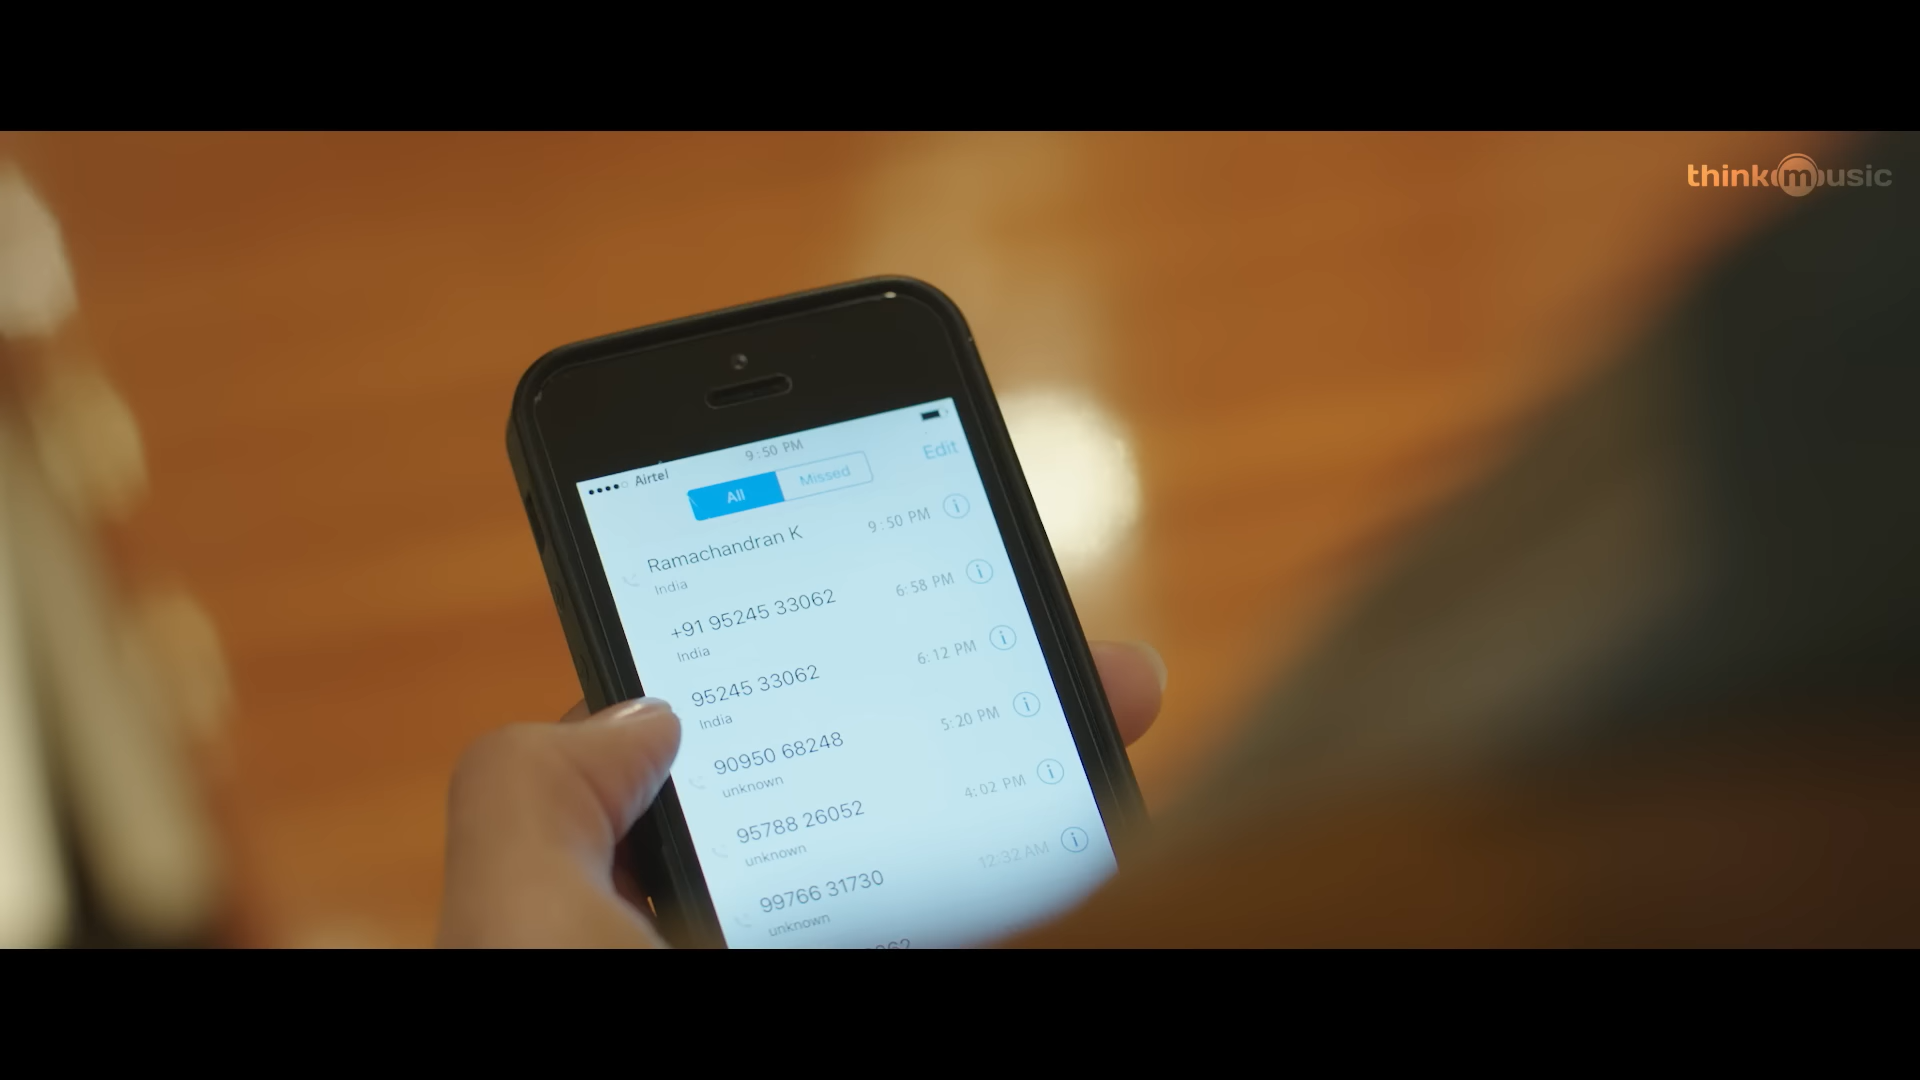 think music
Airtel 9:50 PM
All Missed Edit
Ramachandran K 9:50 PM
India
+91 95245 33062 6:58 PM
India
95245 33062 6:12 PM
India
90950 68248 5:20 PM
unknown
95788 26052 4:02 PM
unknown
99766 31730 12:32 AM
unknown